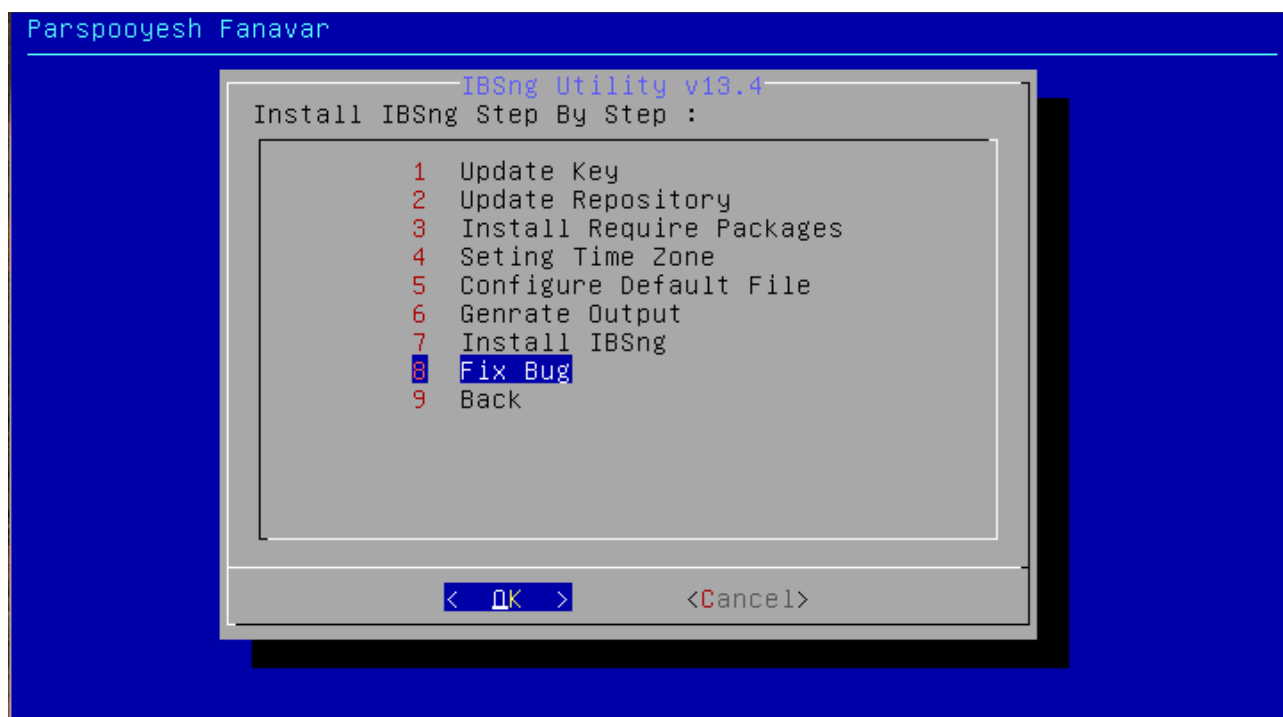 Parspooyesh Fanavar
IBSng Utility v13.4
Install IBSng Step By Step :
1 Update Key
2 Update Repository
3 Install Require Packages
4 Seting Time Zone
5 Configure Default File
6 Genrate Output
7 Install IBSng
8 Fix Bug
9 Back
< OK > <Cancel>